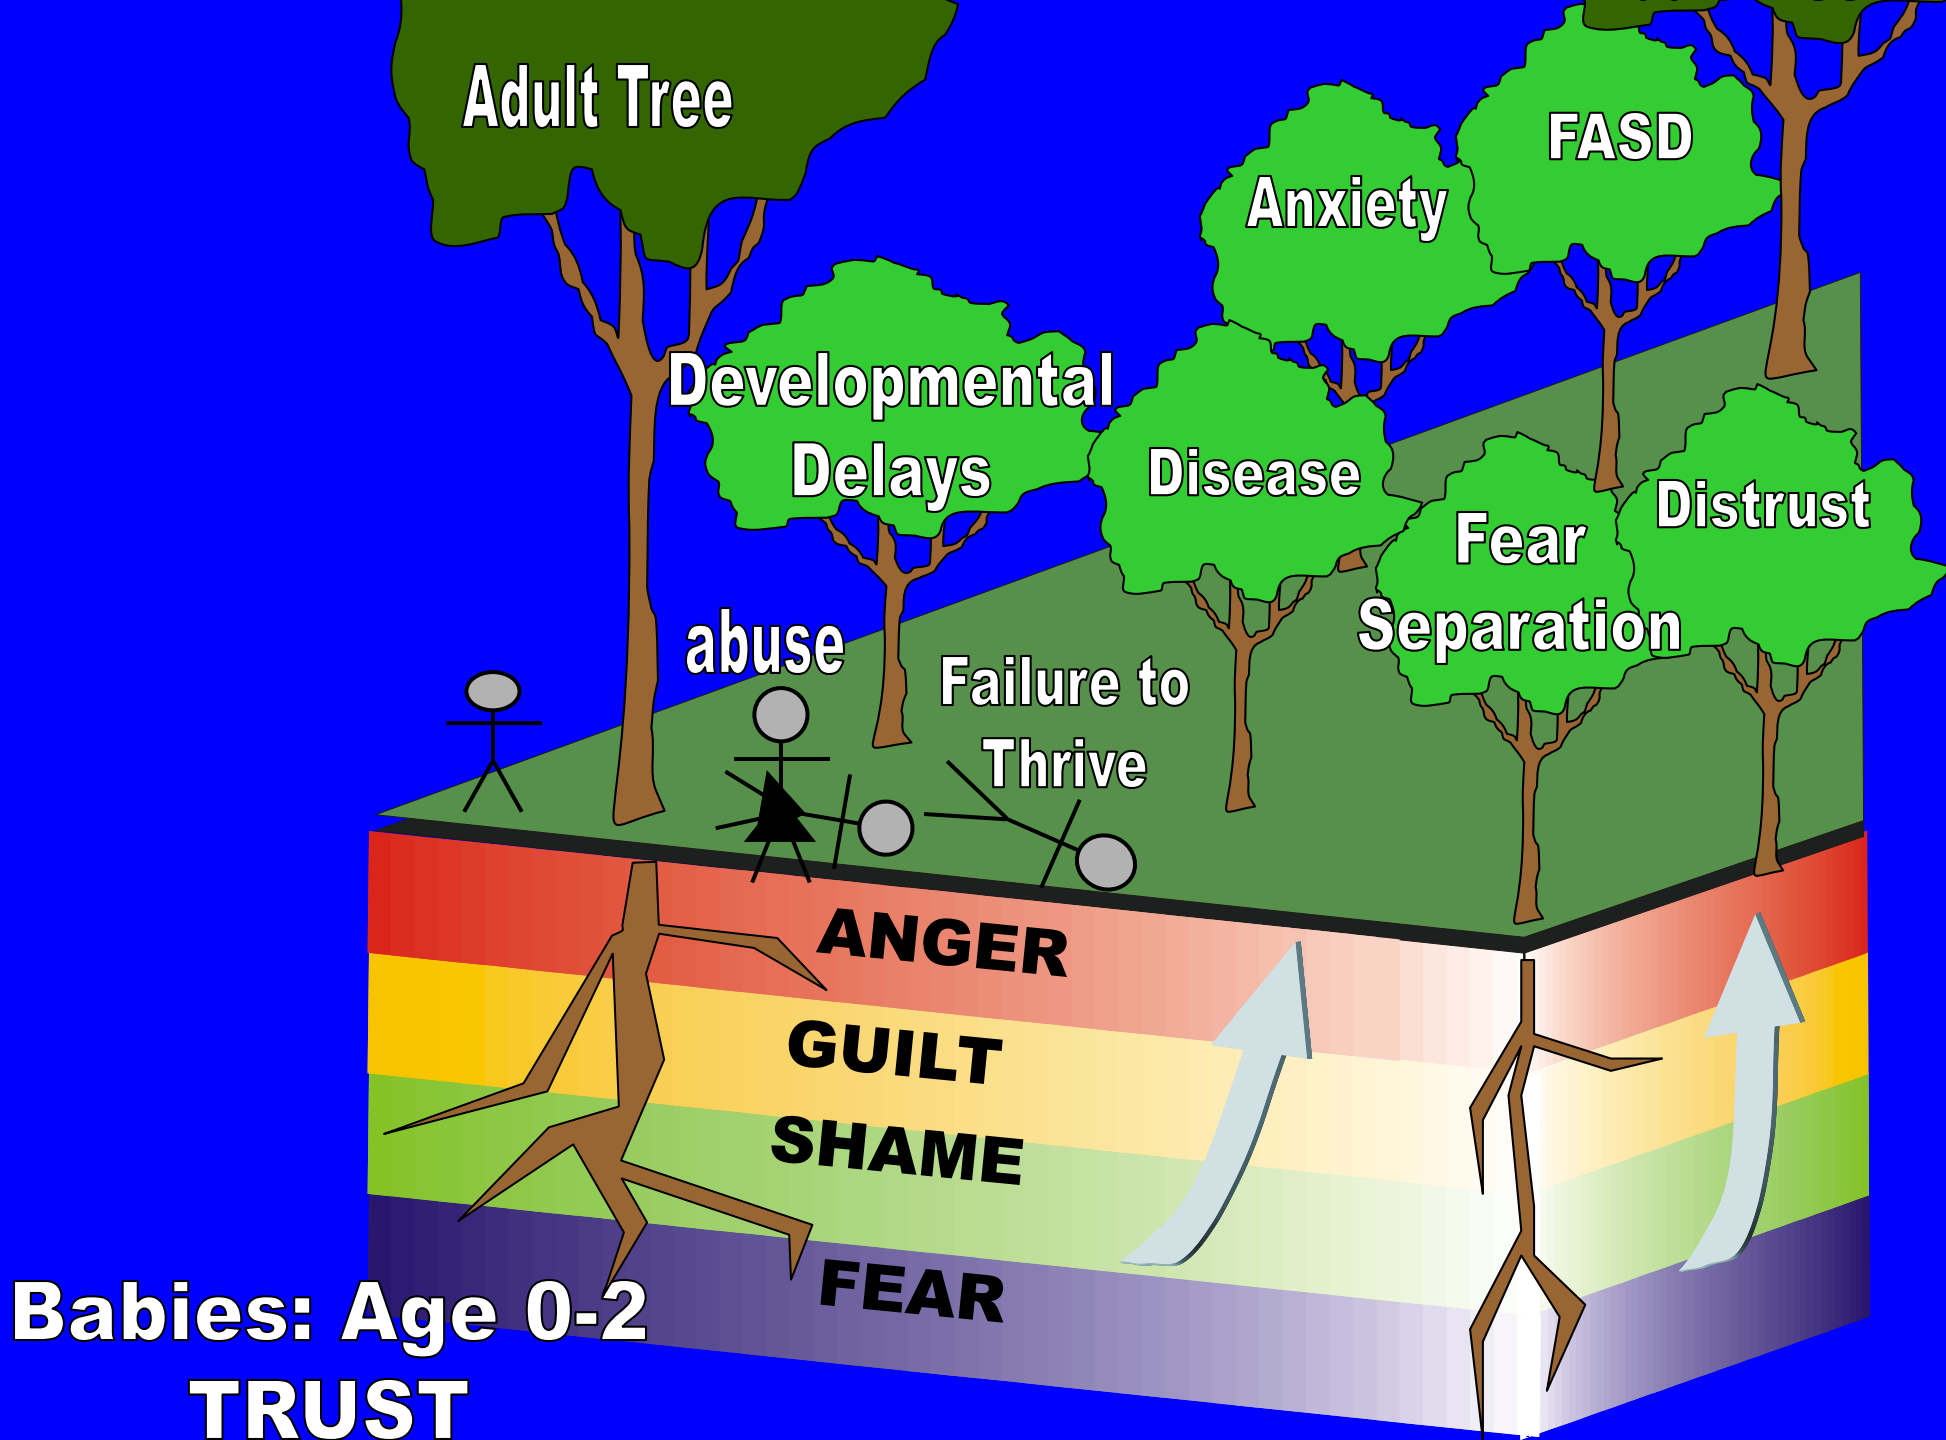 Adult Tree
FASD
Anxiety
Developmental
Delays
Disease
Distrust
Fear
Separation
abuse
Failure to
Thrive
ANGER
GUILT
SHAME
FEAR
Babies: Age 0-2
TRUST